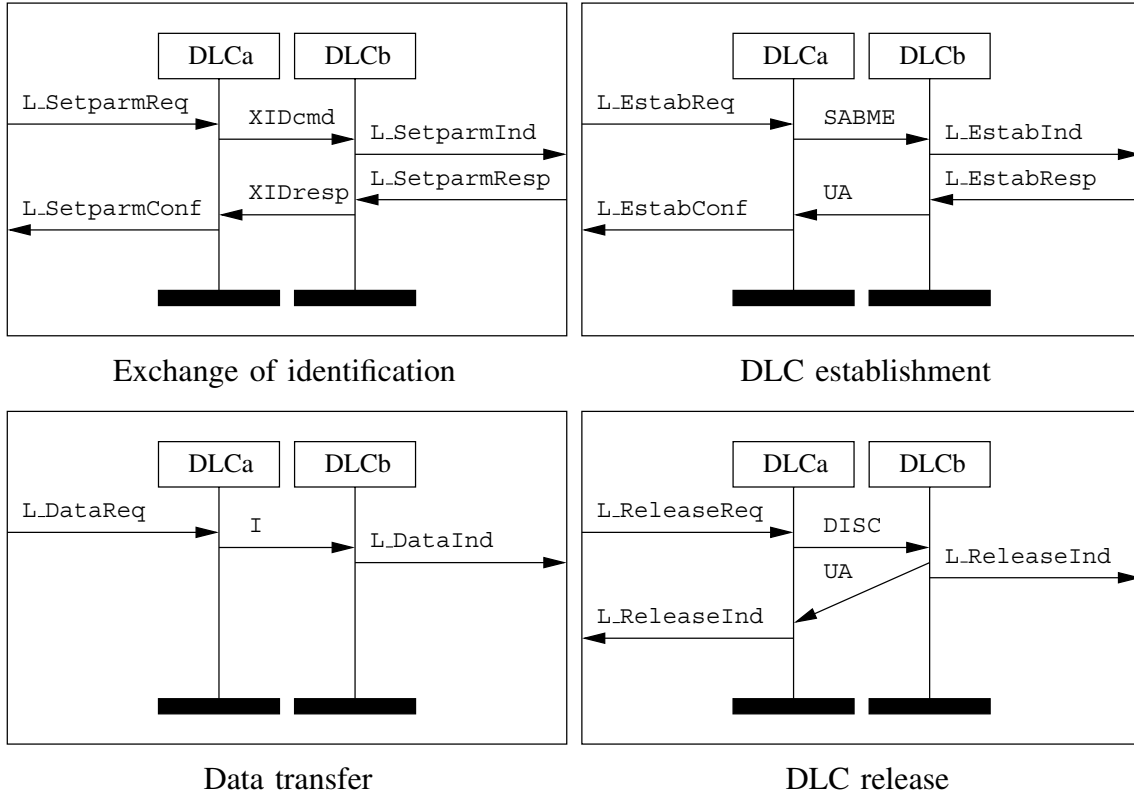 DLCa DLCb
L_SetparmReq
XIDcmd
L_SetparmInd
L_SetparmResp
XIDresp
L_SetparmConf
Exchange of identification
DLCa DLCb
L_EstabReq
SABME
L_EstabInd
L_EstabResp
UA
L_EstabConf
DLC establishment
DLCa DLCb
L_DataReq
I
L_DataInd
Data transfer
DLCa DLCb
L_ReleaseReq
DISC
L_ReleaseInd
UA
L_ReleaseInd
DLC release